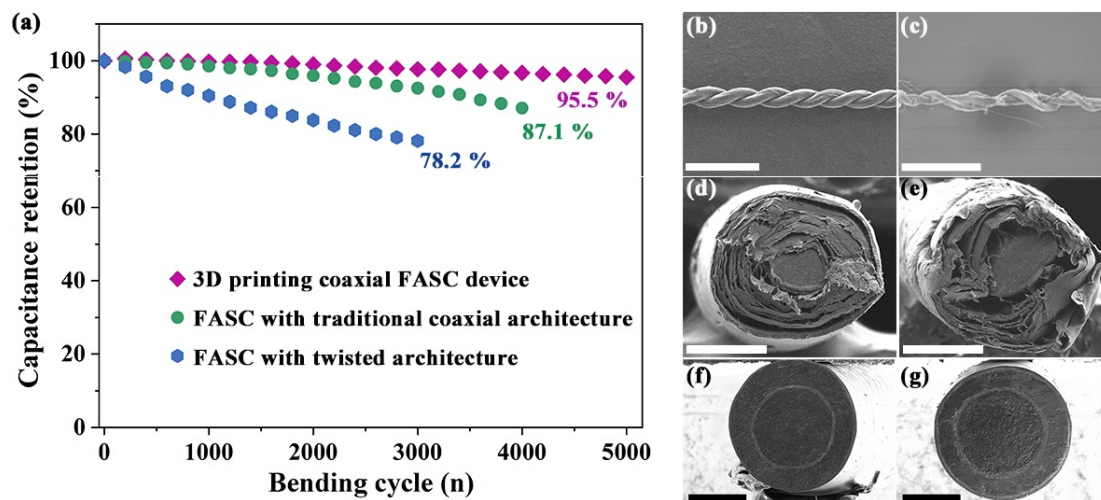 (a)
Capacitance retention (%)
100
80
60
40
20
0
95.5 %
87.1 %
78.2 %
3D printing coaxial FASC device
FASC with traditional coaxial architecture
FASC with twisted architecture
0 1000 2000 3000 4000 5000
Bending cycle (n)
(b)
(c)
(d)
(e)
(f)
(g)